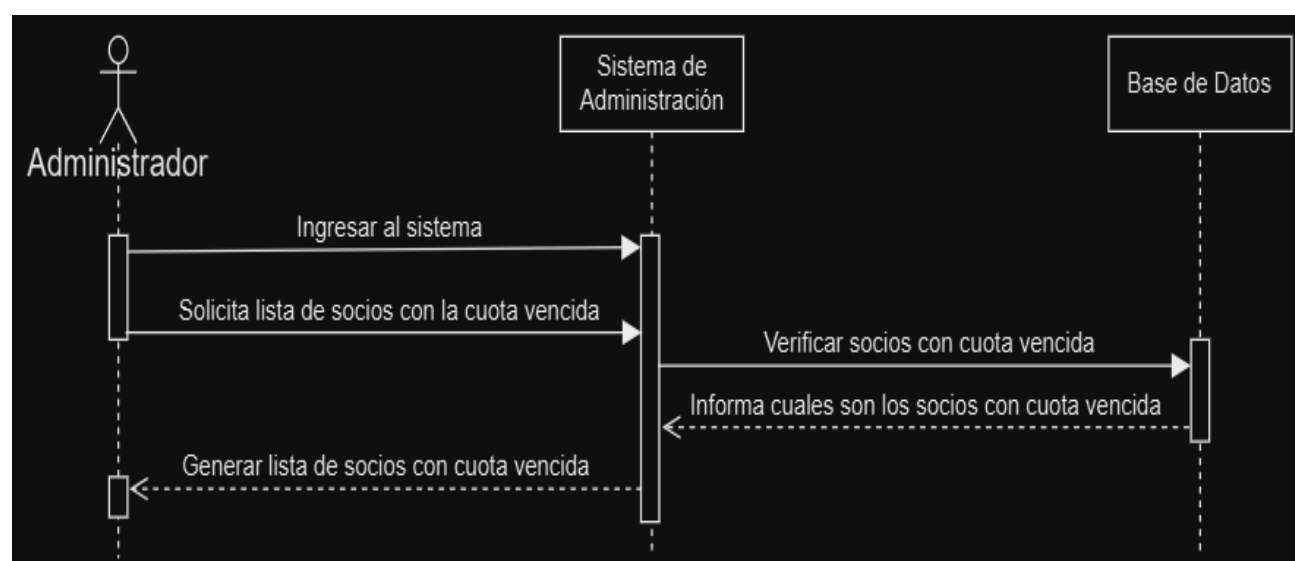 Sistema de
Administración
Base de Datos
Administrador
Ingresar al sistema
Solicita lista de socios con la cuota vencida
Verificar socios con cuota vencida
Informa cuales son los socios con cuota vencida
Generar lista de socios con cuota vencida